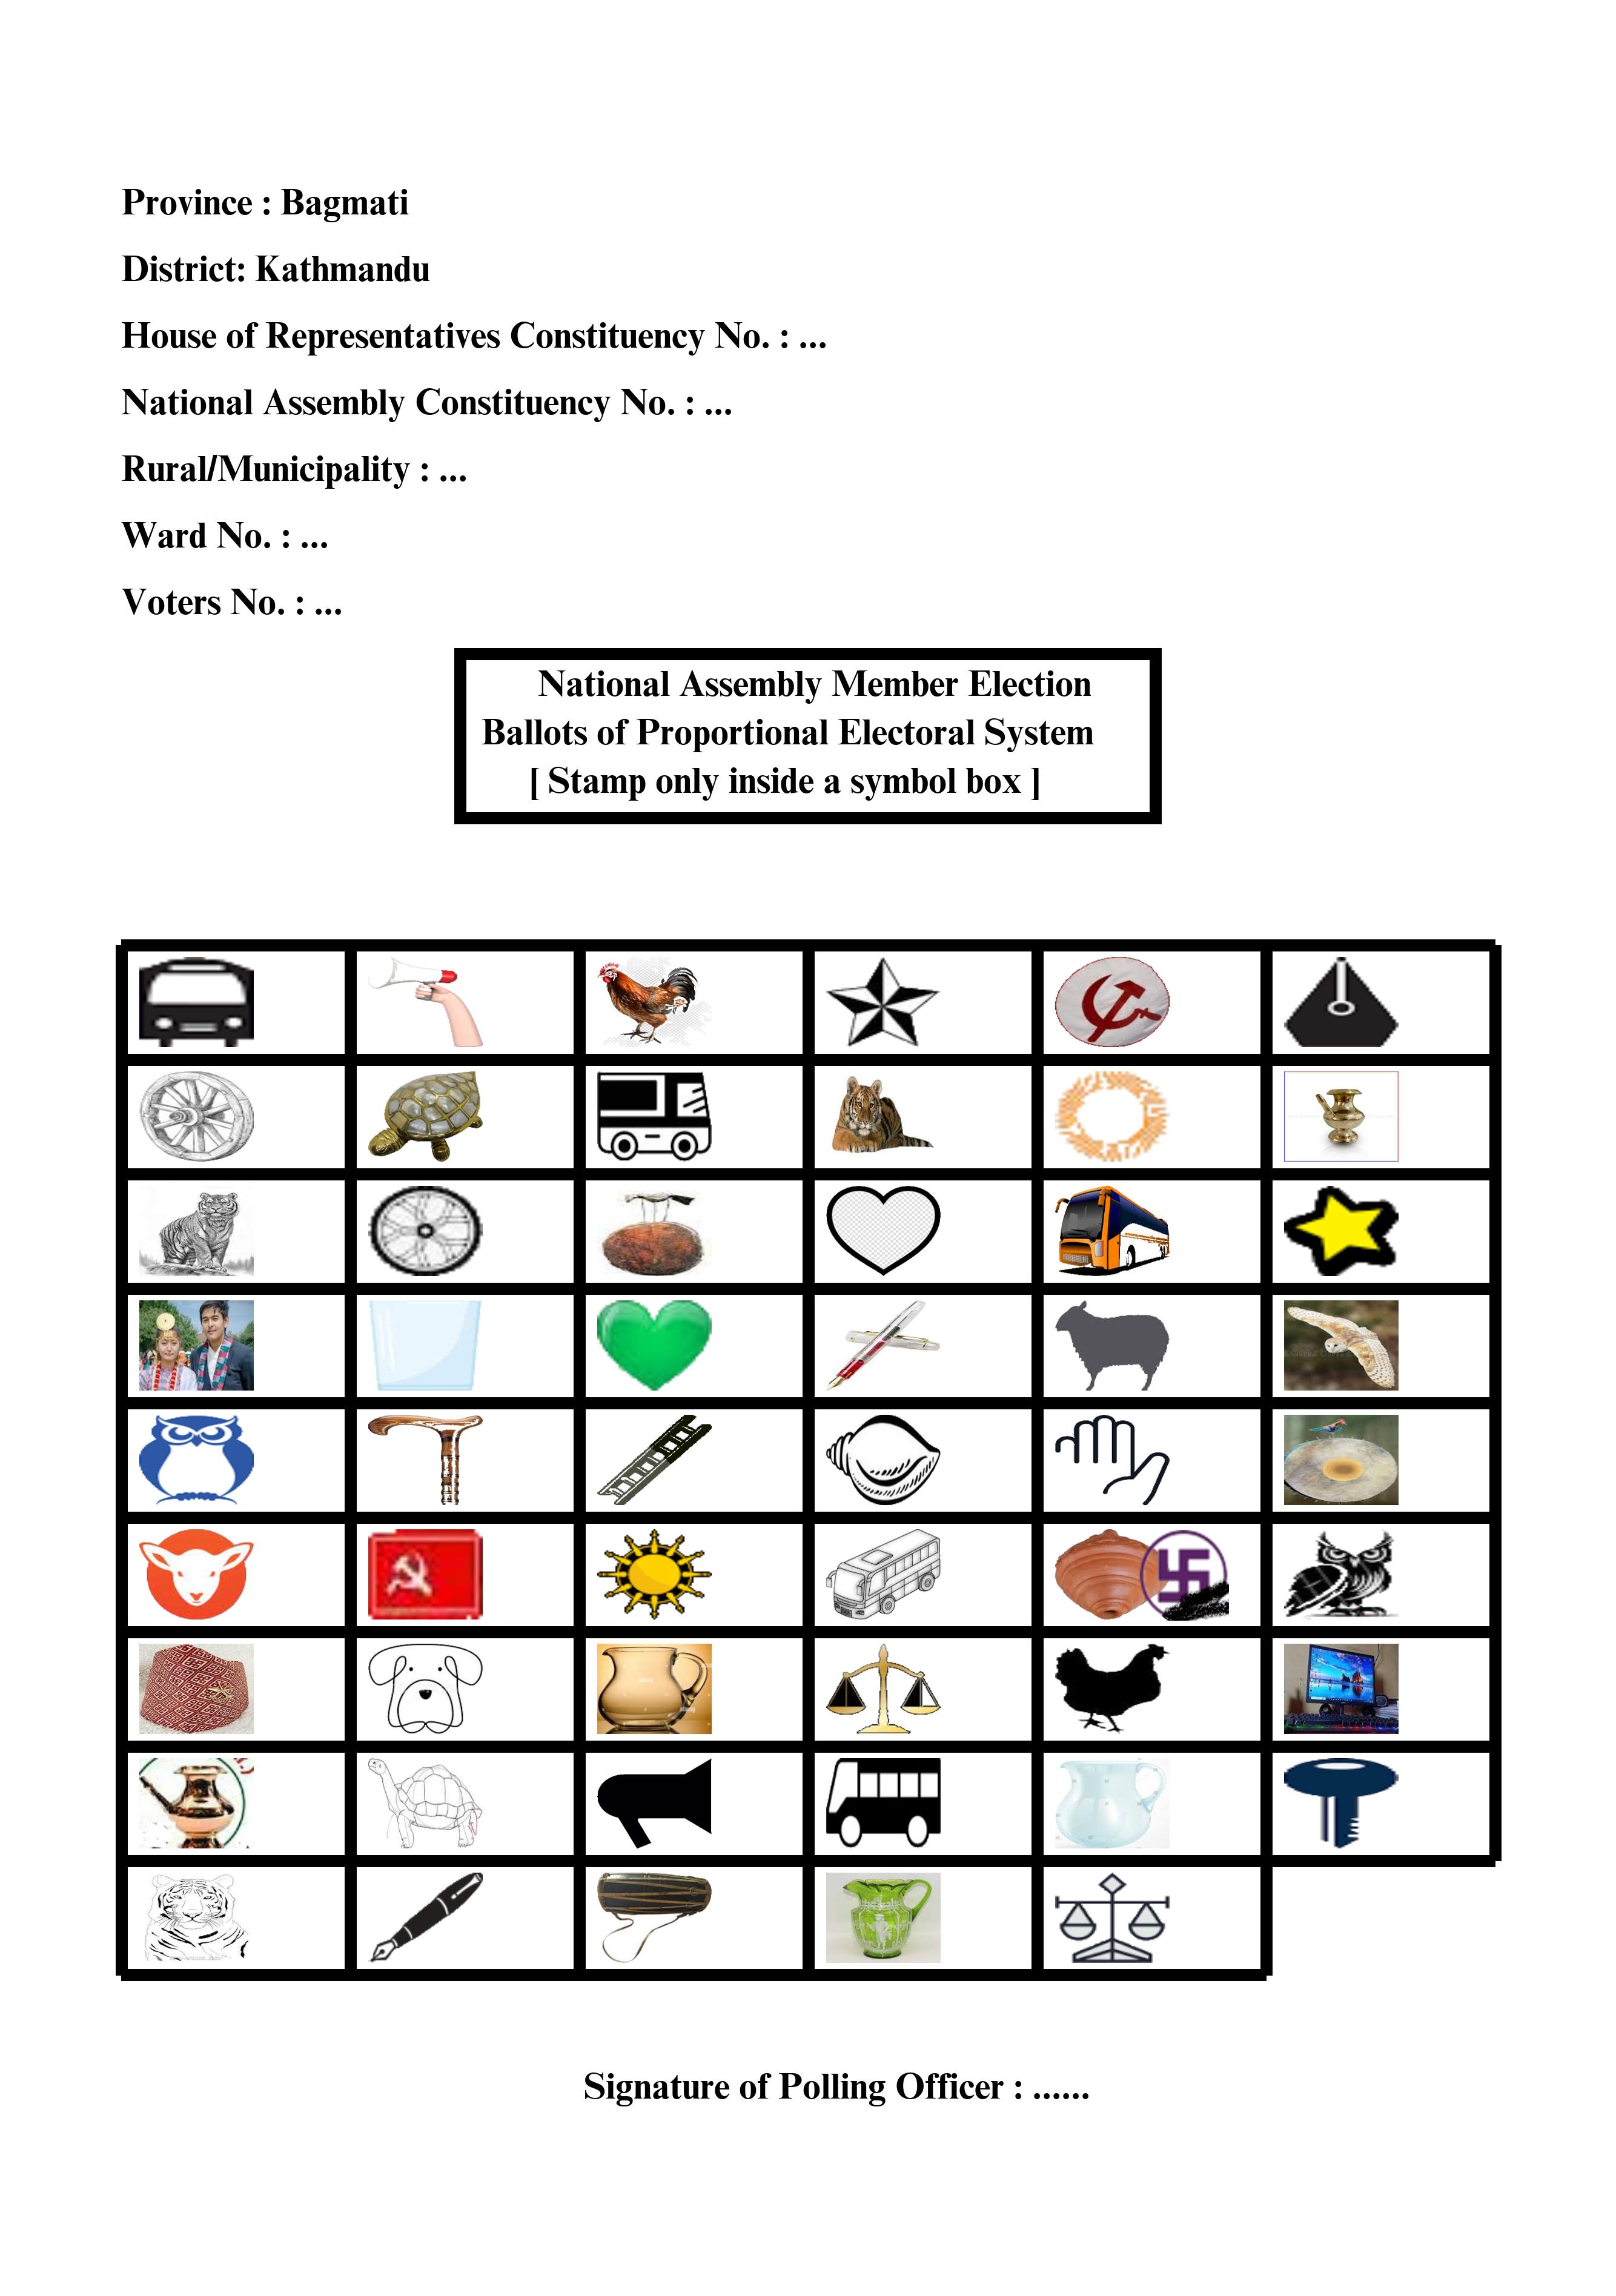 Province : Bagmati
District: Kathmandu
House of Representatives Constituency No. : ...
National Assembly Constituency No. : ...
Rural/Municipality : ...
Ward No. : ...
Voters No. : ...
National Assembly Member Election
Ballots of Proportional Electoral System
[ Stamp only inside a symbol box ]
Signature of Polling Officer : ......